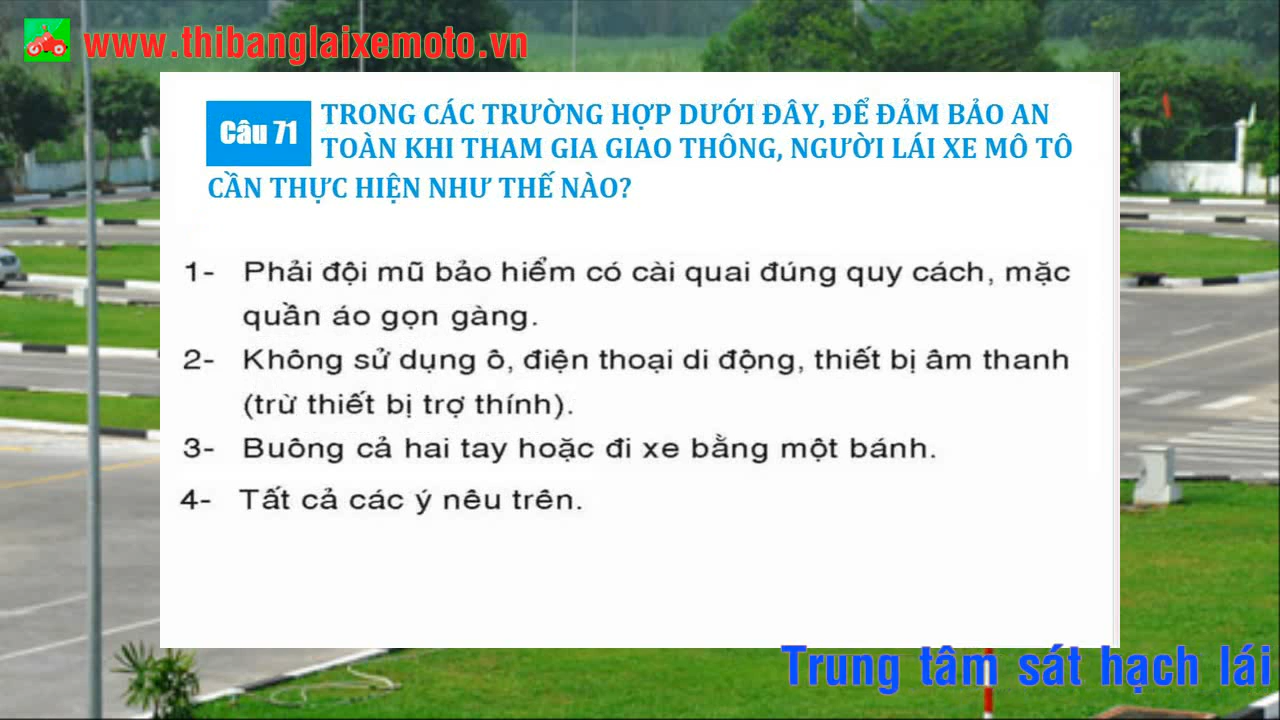 www.thibanglaixemoto.vn
Câu 71 TRONG CÁC TRƯỜNG HỢP DƯỚI ĐÂY, ĐỂ ĐẢM BẢO AN
TOÀN KHI THAM GIA GIAO THÔNG, NGƯỜI LÁI XE MÔ TÔ
CẦN THỰC HIỆN NHƯ THẾ NÀO?
1- Phải đội mũ bảo hiểm có cài quai đúng quy cách, mặc
quần áo gọn gàng.
2- Không sử dụng ô, điện thoại di động, thiết bị âm thanh
(trừ thiết bị trợ thính).
3- Buông cả hai tay hoặc đi xe bằng một bánh.
4- Tất cả các ý nêu trên.
Trung tâm sát hạch lái